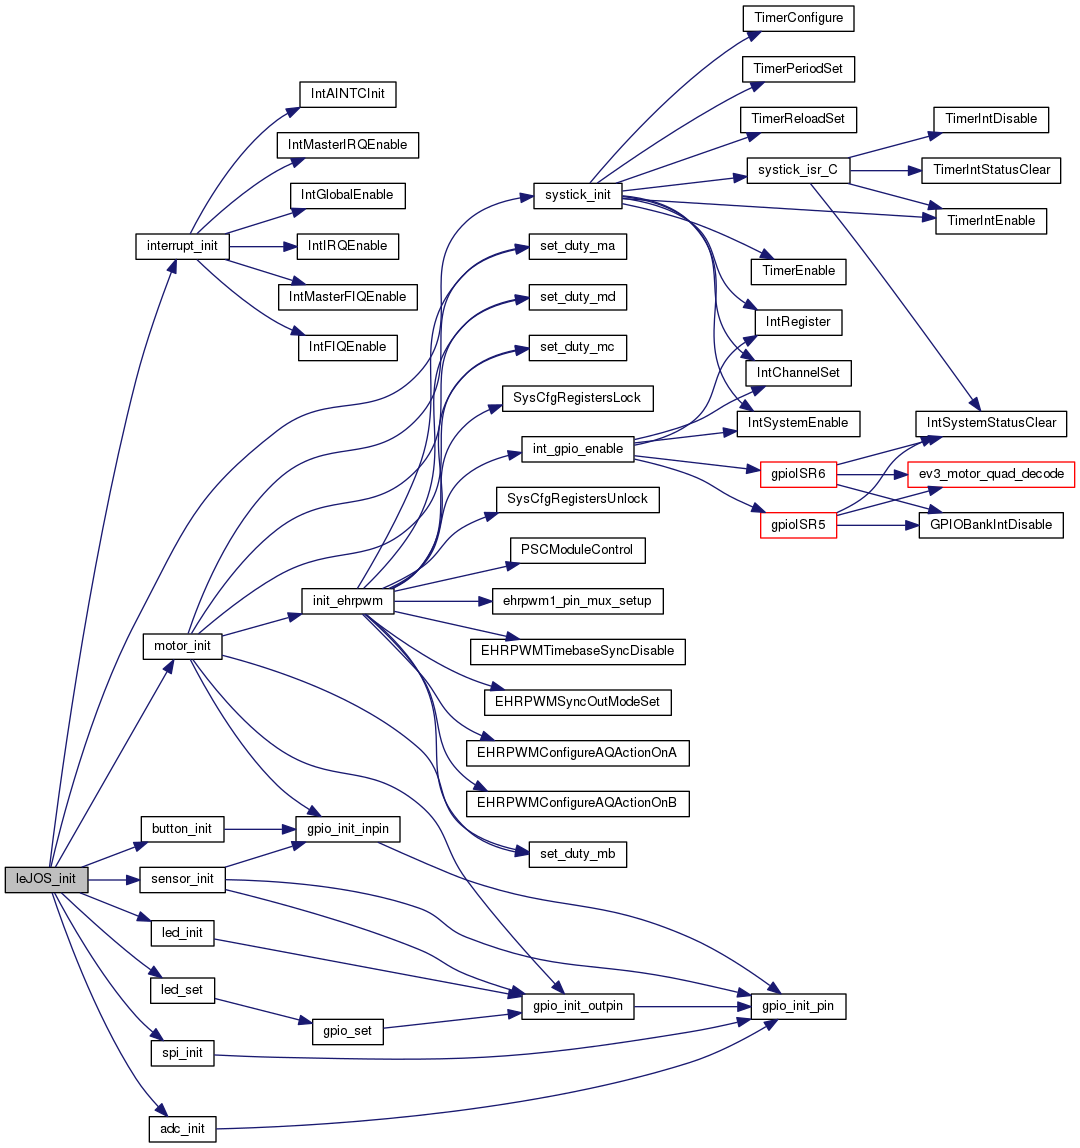 TimerConfigure
TimerPeriodSet
IntAINTCInit
TimerReloadSet
TimerIntDisable
IntMasterIRQEnable
systick_isr_C
TimerIntStatusClear
IntGlobalEnable
systick_init
TimerIntEnable
interrupt_init
IntIRQEnable
set_duty_ma
TimerEnable
IntMasterFIQEnable
set_duty_md
IntRegister
IntFIQEnable
set_duty_mc
IntChannelSet
SysCfgRegistersLock
IntSystemEnable
IntSystemStatusClear
int_gpio_enable
gpioISR6
ev3_motor_quad_decode
SysCfgRegistersUnlock
gpioISR5
GPIOBankIntDisable
PSCModuleControl
init_ehrpwm
ehrpwm1_pin_mux_setup
motor_init
EHRPWMTimebaseSyncDisable
EHRPWMSyncOutModeSet
EHRPWMConfigureAQActionOnA
EHRPWMConfigureAQActionOnB
button_init
gpio_init_inpin
set_duty_mb
leJOS_init
sensor_init
led_init
led_set
gpio_init_outpin
gpio_init_pin
gpio_set
spi_init
adc_init